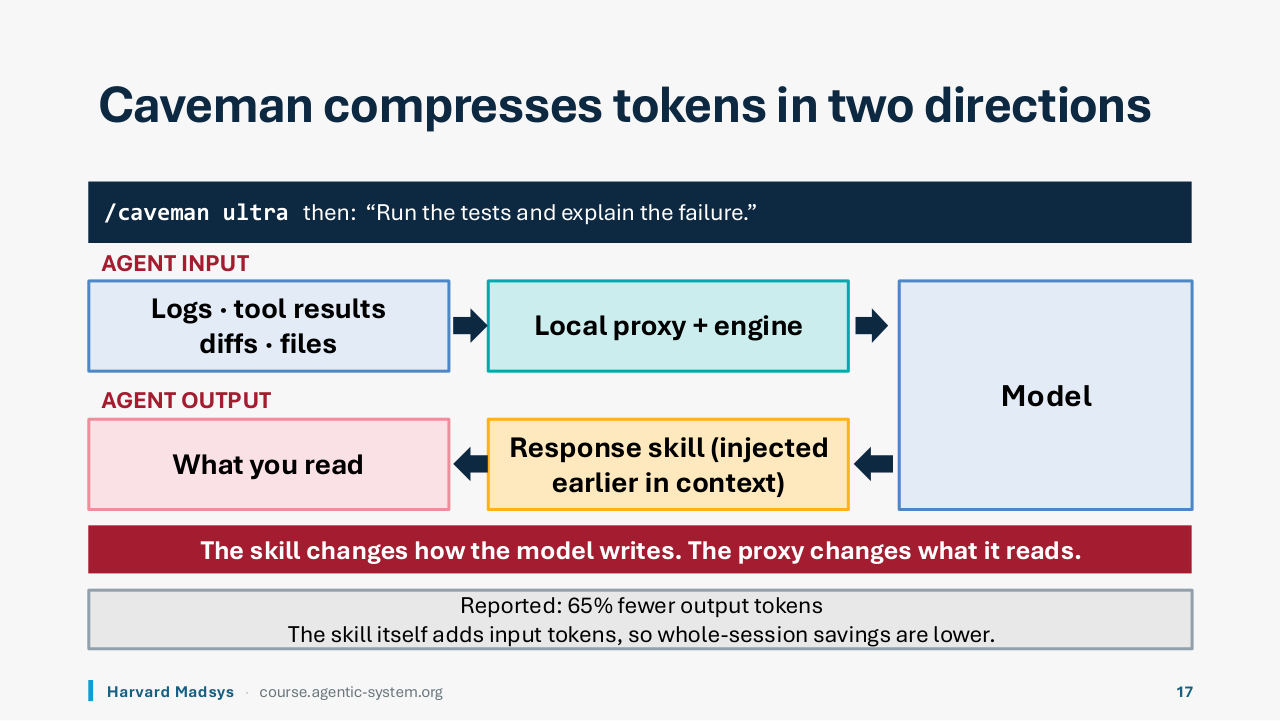 Caveman compresses tokens in two directions
/caveman ultra then: “Run the tests and explain the failure.”
AGENT INPUT
Logs · tool results
diffs · files
Local proxy + engine
Model
AGENT OUTPUT
What you read
Response skill (injected
earlier in context)
The skill changes how the model writes. The proxy changes what it reads.
Reported: 65% fewer output tokens
The skill itself adds input tokens, so whole-session savings are lower.
Harvard Madsys · course.agentic-system.org
17